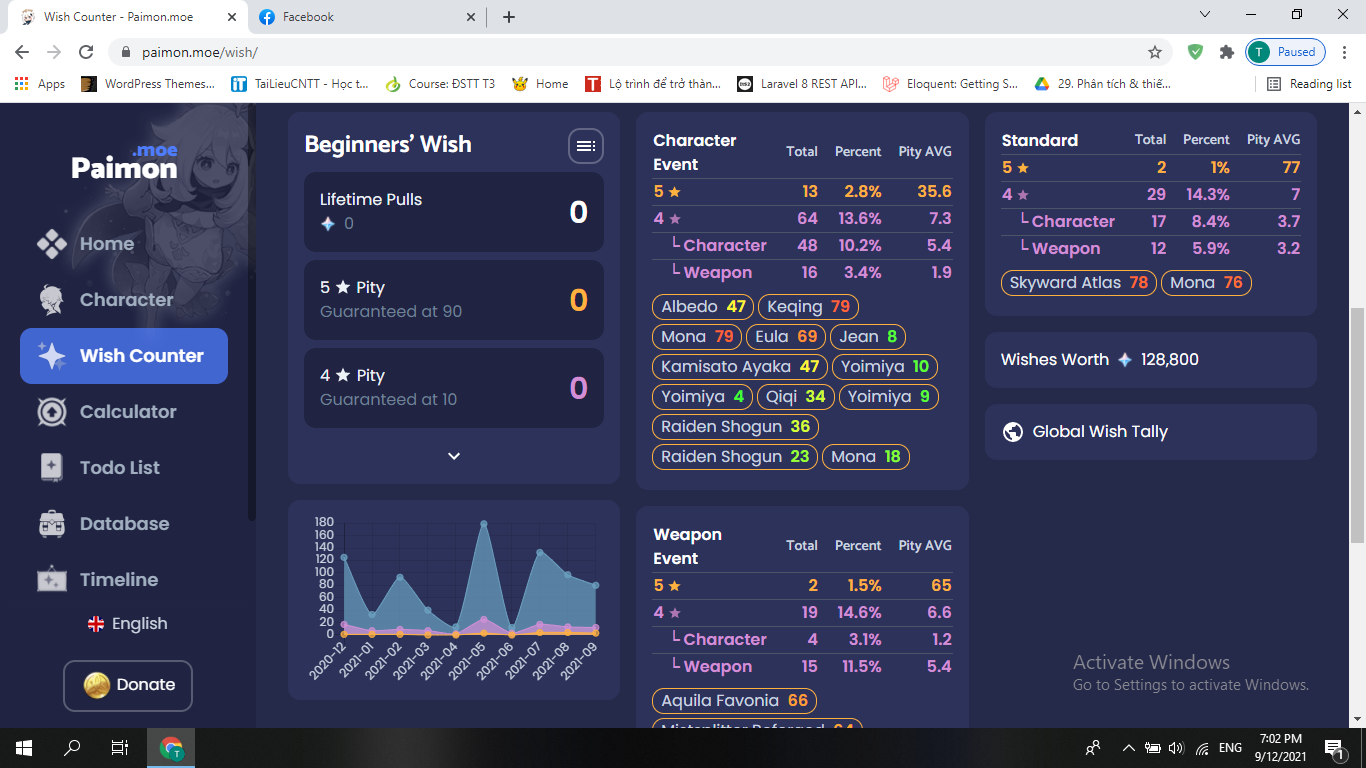 Wish Counter - Paimon.moe
Facebook
paimon.moe/wish/
T Paused
Apps
WordPress Themes...
TaiLieuCNTT - Học t...
Course: ĐSTT T3
Home
Lộ trình để trở thàn...
Laravel 8 REST API...
Eloquent: Getting S...
29. Phân tích & thiế...
Reading list
.moe
Paimon
Home
Character
Wish Counter
Calculator
Todo List
Database
Timeline
English
Donate
Beginners' Wish
Lifetime Pulls
0
0
5 ★ Pity
Guaranteed at 90
0
4 ★ Pity
Guaranteed at 10
0
180
160
140
120
100
80
60
40
20
0
2020-12 2021-01 2021-02 2021-03 2021-04 2021-05 2021-06 2021-07 2021-08 2021-09
Character Event Total Percent Pity AVG
5 ★ 13 2.8% 35.6
4 ★ 64 13.6% 7.3
└ Character 48 10.2% 5.4
└ Weapon 16 3.4% 1.9
Albedo 47 Keqing 79
Mona 79 Eula 69 Jean 8
Kamisato Ayaka 47 Yoimiya 10
Yoimiya 4 Qiqi 34 Yoimiya 9
Raiden Shogun 36
Raiden Shogun 23 Mona 18
Weapon Event Total Percent Pity AVG
5 ★ 2 1.5% 65
4 ★ 19 14.6% 6.6
└ Character 4 3.1% 1.2
└ Weapon 15 11.5% 5.4
Aquila Favonia 66
Mistsplitter Reforged 64
Standard Total Percent Pity AVG
5 ★ 2 1% 77
4 ★ 29 14.3% 7
└ Character 17 8.4% 3.7
└ Weapon 12 5.9% 3.2
Skyward Atlas 78 Mona 76
Wishes Worth 128,800
Global Wish Tally
Activate Windows
Go to Settings to activate Windows.
T
ENG
7:02 PM
9/12/2021
1